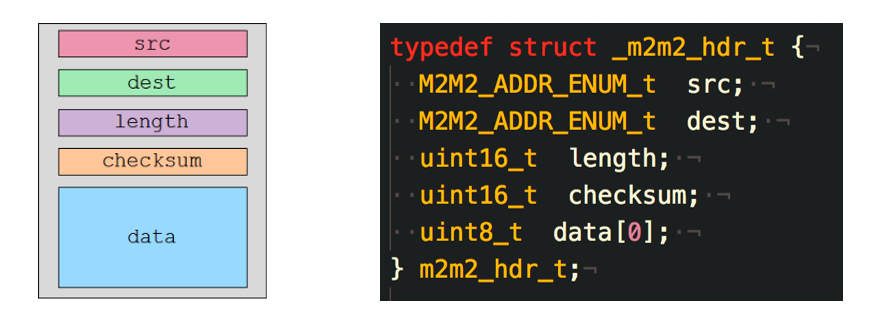 src
dest
length
checksum
data
typedef struct _m2m2_hdr_t {
M2M2_ADDR_ENUM_t src;
M2M2_ADDR_ENUM_t dest;
uint16_t length;
uint16_t checksum;
uint8_t data[0];
} m2m2_hdr_t;